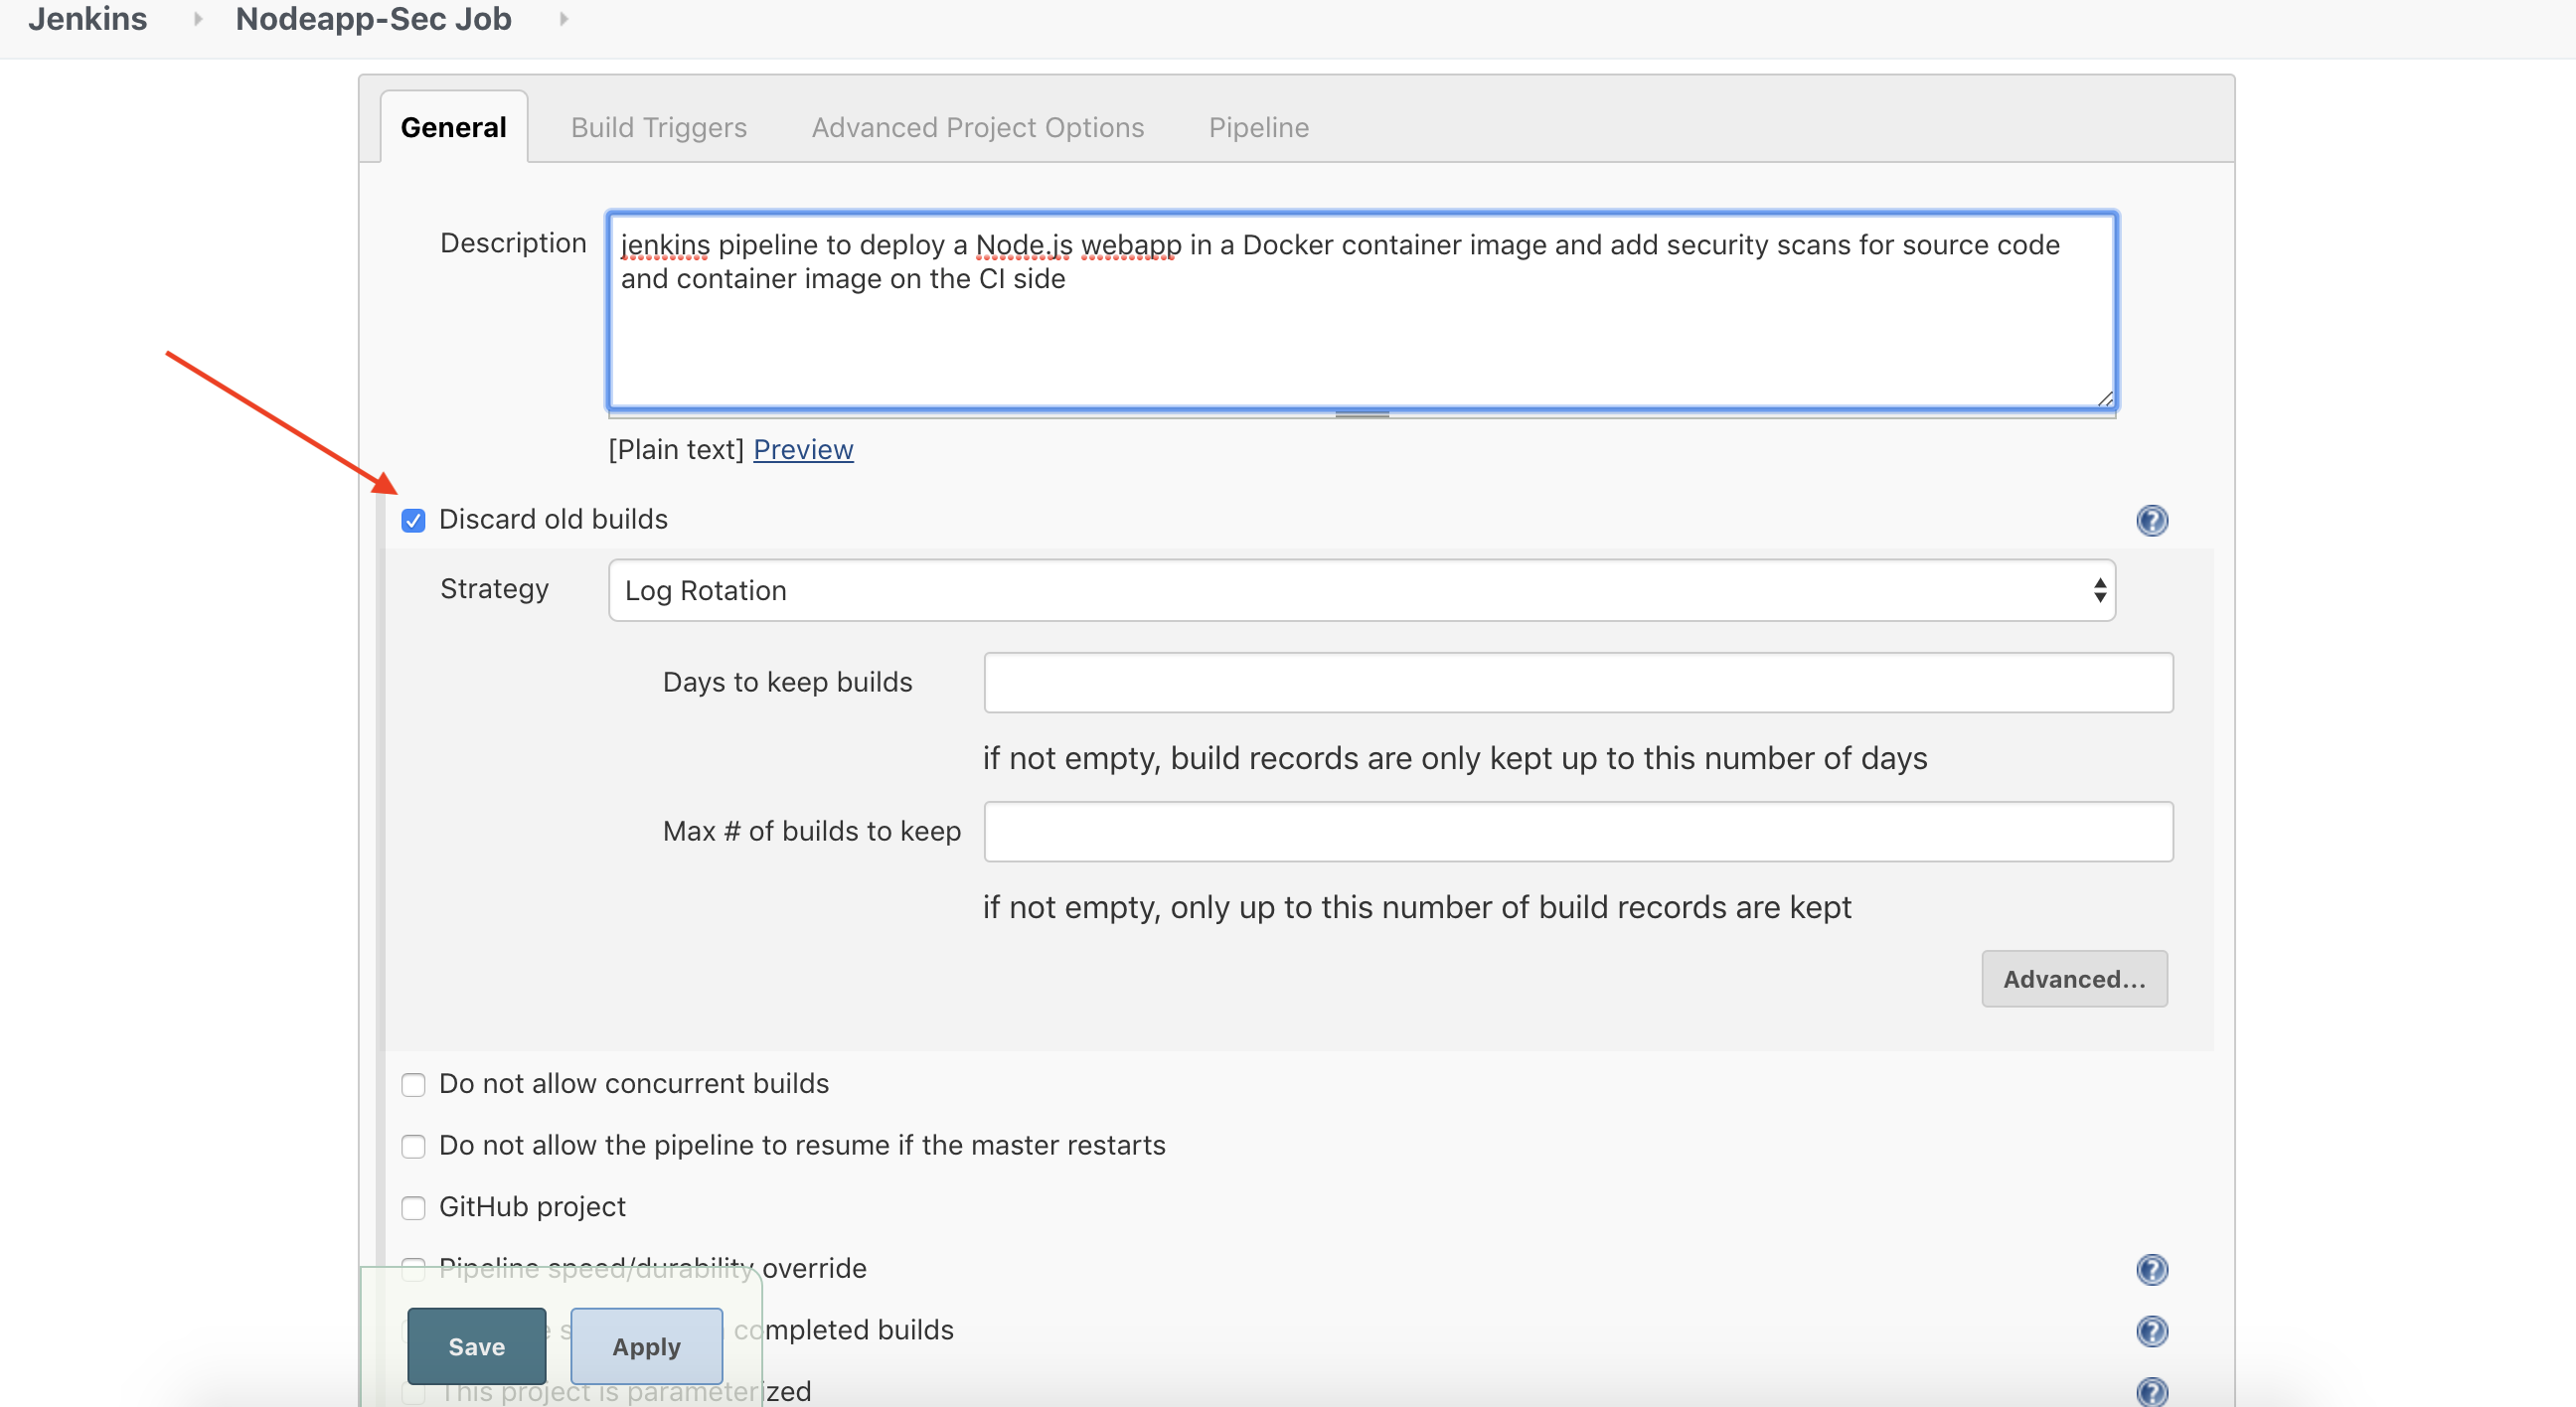 Jenkins Nodeapp-Sec Job
General Build Triggers Advanced Project Options Pipeline
Description
jenkins pipeline to deploy a Node.js webapp in a Docker container image and add security scans for source code
and container image on the CI side
[Plain text] Preview
Discard old builds
Strategy
Log Rotation
Days to keep builds
if not empty, build records are only kept up to this number of days
Max # of builds to keep
if not empty, only up to this number of build records are kept
Advanced...
Do not allow concurrent builds
Do not allow the pipeline to resume if the master restarts
GitHub project
Pipeline speed/durability override
completed builds
Save Apply
This project is parameterized